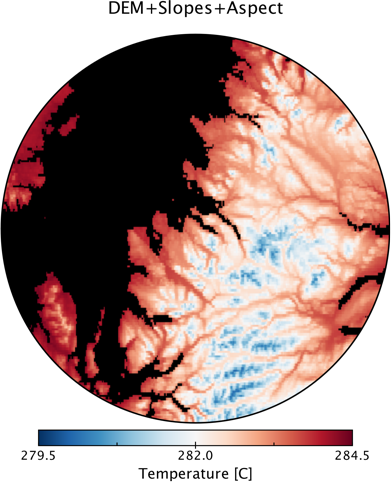 DEM+Slopes+Aspect
279.5 282.0 284.5
Temperature [C]